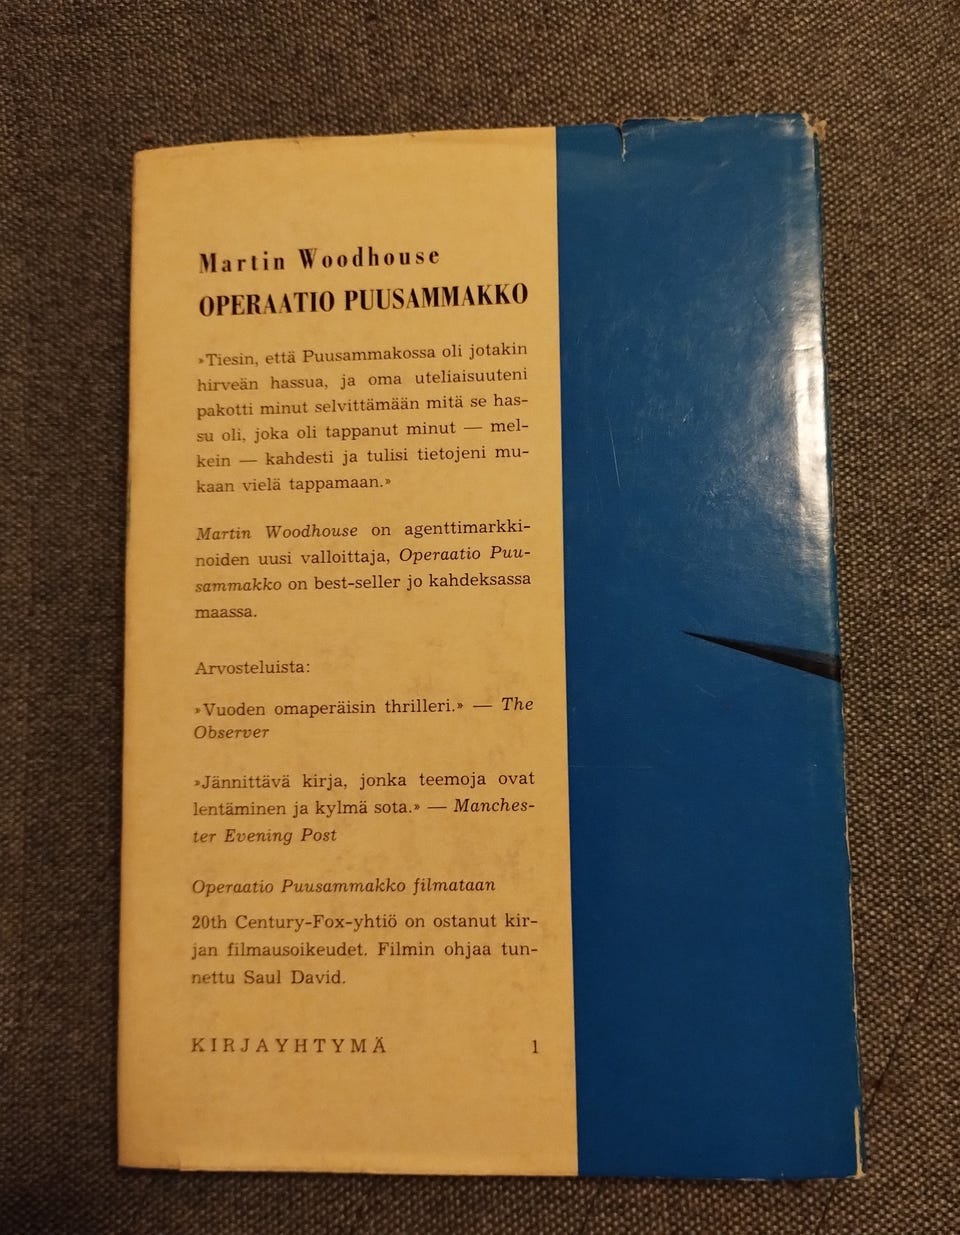 Martin Woodhouse
OPERAATIO PUUSAMMAKKO
»Tiesin, että Puusammakossa oli jotakin
hirveän hassua, ja oma uteliaisuuteni
pakotti minut selvittämään mitä se has-
su oli, joka oli tappanut minut — mel-
kein — kahdesti ja tulisi tietojeni mu-
kaan vielä tappamaan.»
Martin Woodhouse on agenttimarkki-
noiden uusi valloittaja, Operaatio Puu-
sammakko on best-seller jo kahdeksassa
maassa.
Arvosteluista:
»Vuoden omaperäisin thrilleri.» — The
Observer
»Jännittävä kirja, jonka teemoja ovat
lentäminen ja kylmä sota.» — Manches-
ter Evening Post
Operaatio Puusammakko filmataan
20th Century-Fox-yhtiö on ostanut kir-
jan filmausoikeudet. Filmin ohjaa tun-
nettu Saul David.
KIRJAYHTYMÄ 1